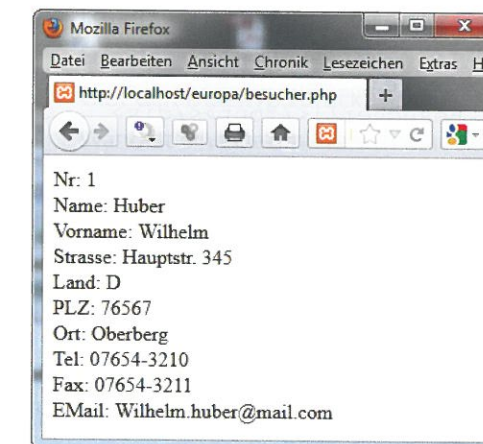 Mozilla Firefox
Datei Bearbeiten Ansicht Chronik Lesezeichen Extras H
http://localhost/europa/besucher.php
Nr: 1
Name: Huber
Vorname: Wilhelm
Strasse: Hauptstr. 345
Land: D
PLZ: 76567
Ort: Oberberg
Tel: 07654-3210
Fax: 07654-3211
EMail: Wilhelm.huber@mail.com